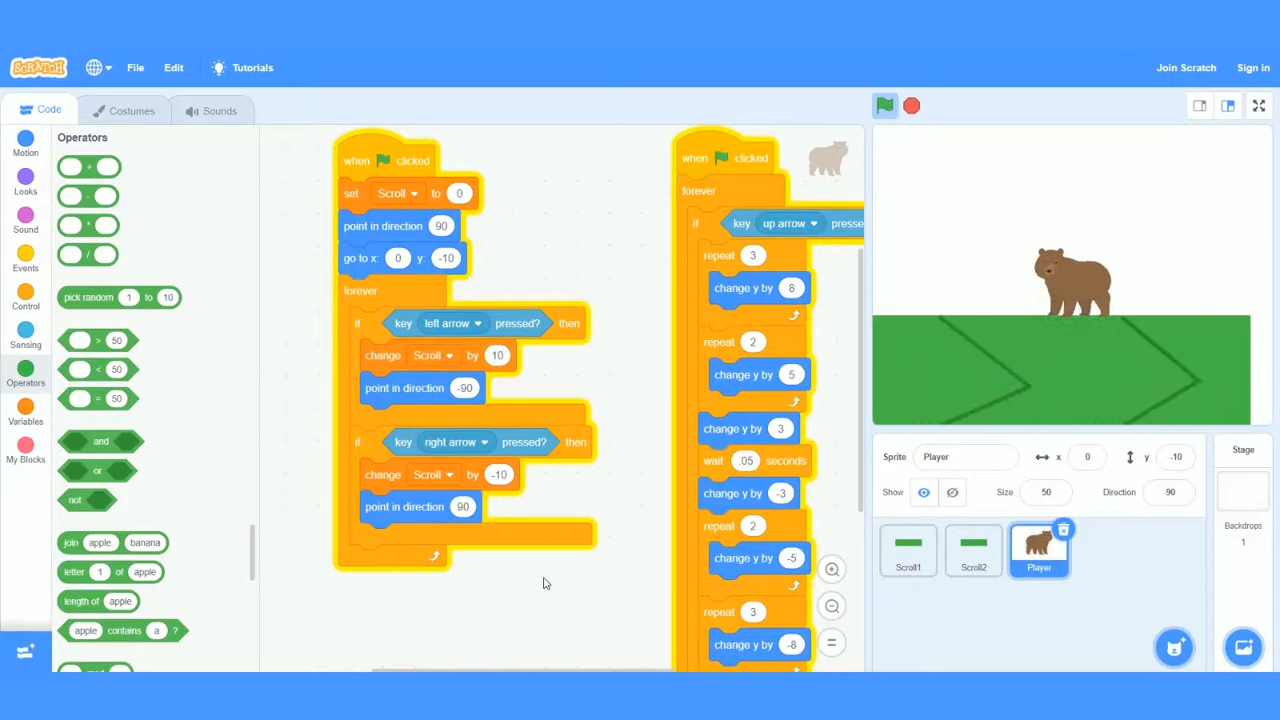 SCRATCH
File
Edit
Tutorials
Join Scratch
Sign in
Code
Costumes
Sounds
Motion
Looks
Sound
Events
Control
Sensing
Operators
Variables
My Blocks
Operators
+
-
*
/
pick random 1 to 10
> 50
< 50
= 50
and
or
not
join apple banana
letter 1 of apple
length of apple
apple contains a ?
when clicked
set Scroll to 0
point in direction 90
go to x: 0 y: -10
forever
if key left arrow pressed? then
change Scroll by 10
point in direction -90
if key right arrow pressed? then
change Scroll by -10
point in direction 90
when clicked
forever
if key up arrow presse
repeat 3
change y by 8
repeat 2
change y by 5
change y by 3
wait .05 seconds
change y by -3
repeat 2
change y by -5
repeat 3
change y by -8
Sprite Player x 0 y -10
Show Size 50 Direction 90
Scroll1
Scroll2
Player
Stage
Backdrops
1